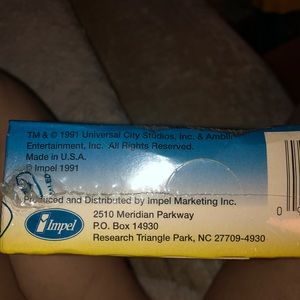 TM & © 1991 Universal City Studios, Inc. & Amblin
Entertainment, Inc. All Rights Reserved.
Made in U.S.A.
© Impel 1991
Produced and Distributed by Impel Marketing Inc.
2510 Meridian Parkway
P.O. Box 14930
Research Triangle Park, NC 27709-4930
Impel
0